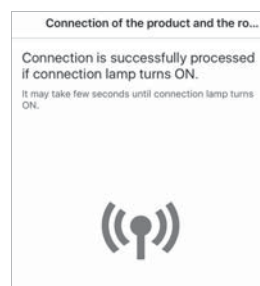 Connection of the product and the ro...
Connection is successfully processed
if connection lamp turns ON.
It may take few seconds until connection lamp turns
ON.